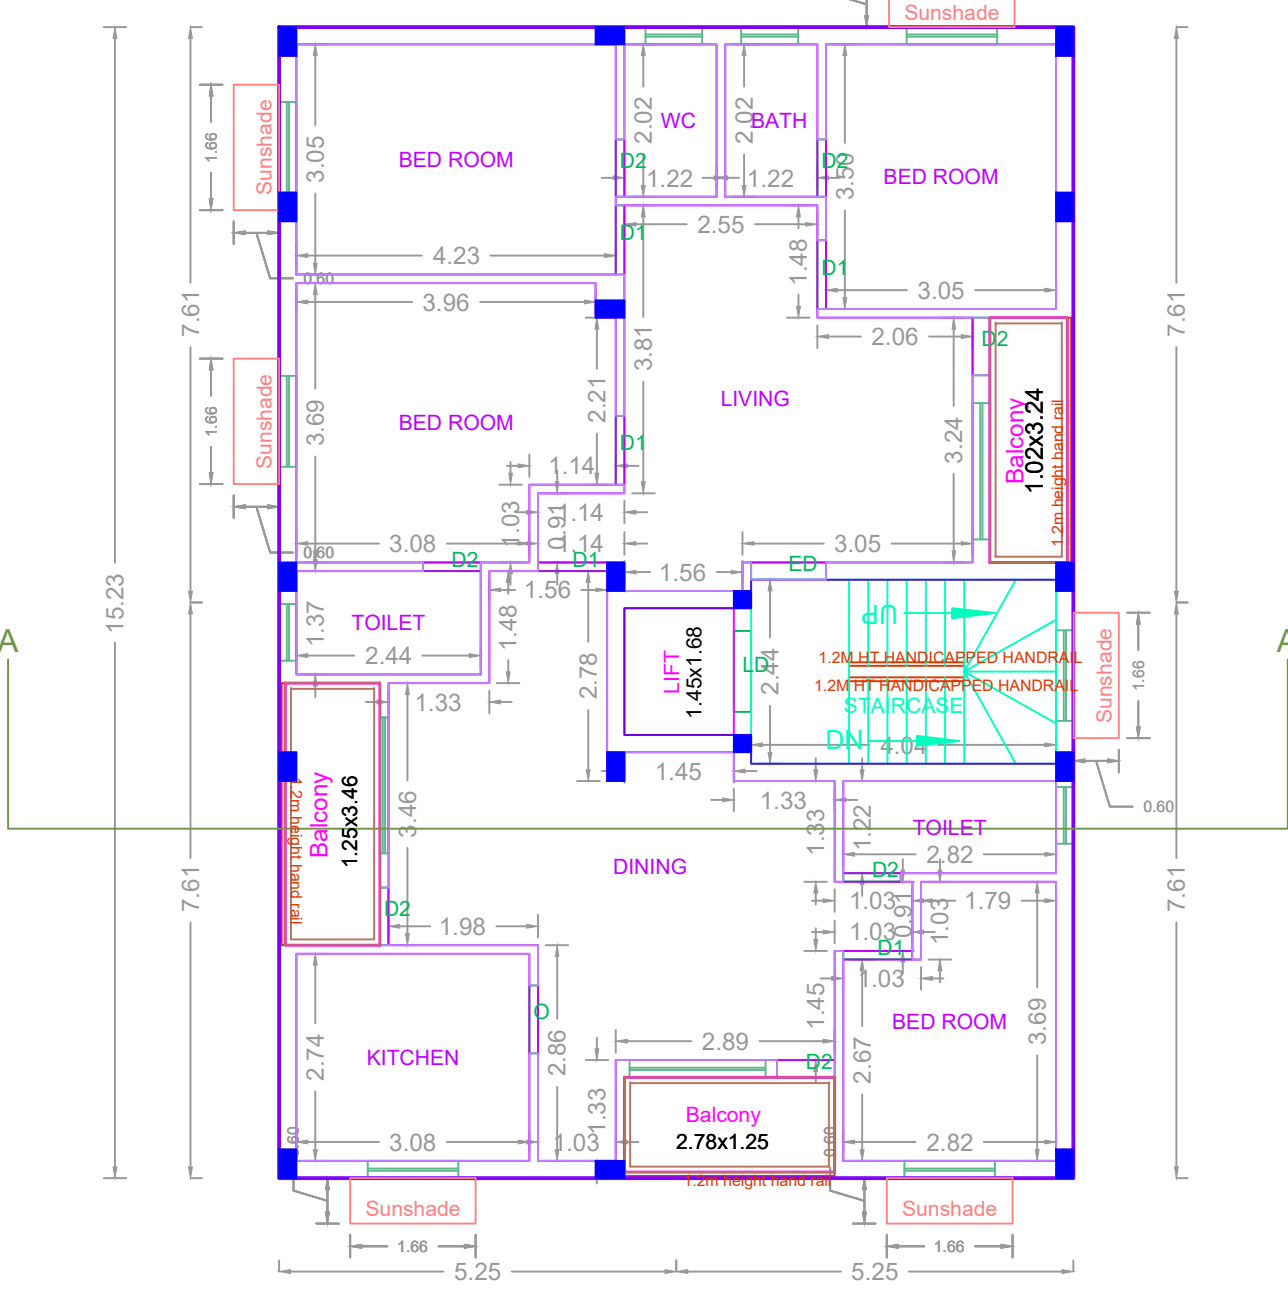 Sunshade
Sunshade
1.66
3.05
BED ROOM
4.23
0.60
2.02
WC
D2
1.22
2.02
BATH
D2
1.22
3.50
BED ROOM
3.05
D1
2.55
1.48
D1
7.61
7.61
3.96
Sunshade
1.66
3.69
BED ROOM
2.21
3.81
D1
LIVING
2.06
D2
3.24
Balcony
1.02x3.24
1.2m height hand rail
1.14
1.03
0.91
1.14
1.14
3.08
D2
D1
0.60
1.56
3.05
ED
15.23
A
1.37
TOILET
2.44
1.56
1.48
2.78
1.33
LIFT
1.45x1.68
LD
2.44
UP
1.2M HT HANDICAPPED HANDRAIL
1.2M HT HANDICAPPED HANDRAIL
STAIRCASE
DN
4.04
Sunshade
1.66
0.60
A
1.45
1.33
Balcony
1.25x3.46
1.2m height hand rail
3.46
D2
1.98
DINING
1.33
1.22
TOILET
2.82
D2
1.03
0.91
1.03
1.79
1.03
D1
1.03
7.61
7.61
2.74
KITCHEN
3.08
O
2.86
1.03
1.45
2.89
D2
1.33
Balcony
2.78x1.25
1.2m height hand rail
BED ROOM
2.67
3.69
2.82
0.60
0.60
Sunshade
1.66
Sunshade
1.66
5.25
5.25